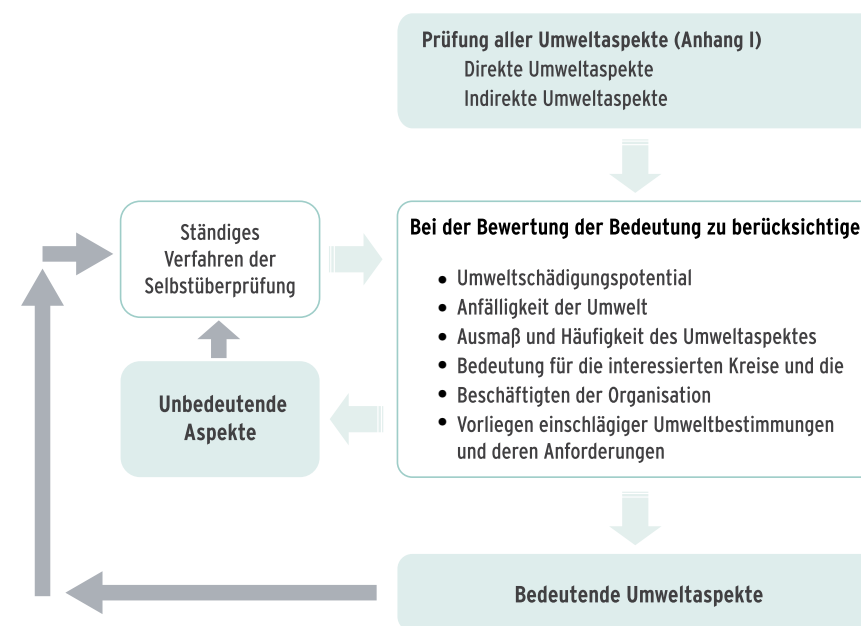 Prüfung aller Umweltaspekte (Anhang I)
Direkte Umweltaspekte
Indirekte Umweltaspekte
Ständiges
Verfahren der
Selbstüberprüfung
Bei der Bewertung der Bedeutung zu berücksichtige
• Umweltschädigungspotential
• Anfälligkeit der Umwelt
• Ausmaß und Häufigkeit des Umweltaspektes
• Bedeutung für die interessierten Kreise und die
• Beschäftigten der Organisation
• Vorliegen einschlägiger Umweltbestimmungen
und deren Anforderungen
Unbedeutende
Aspekte
Bedeutende Umweltaspekte